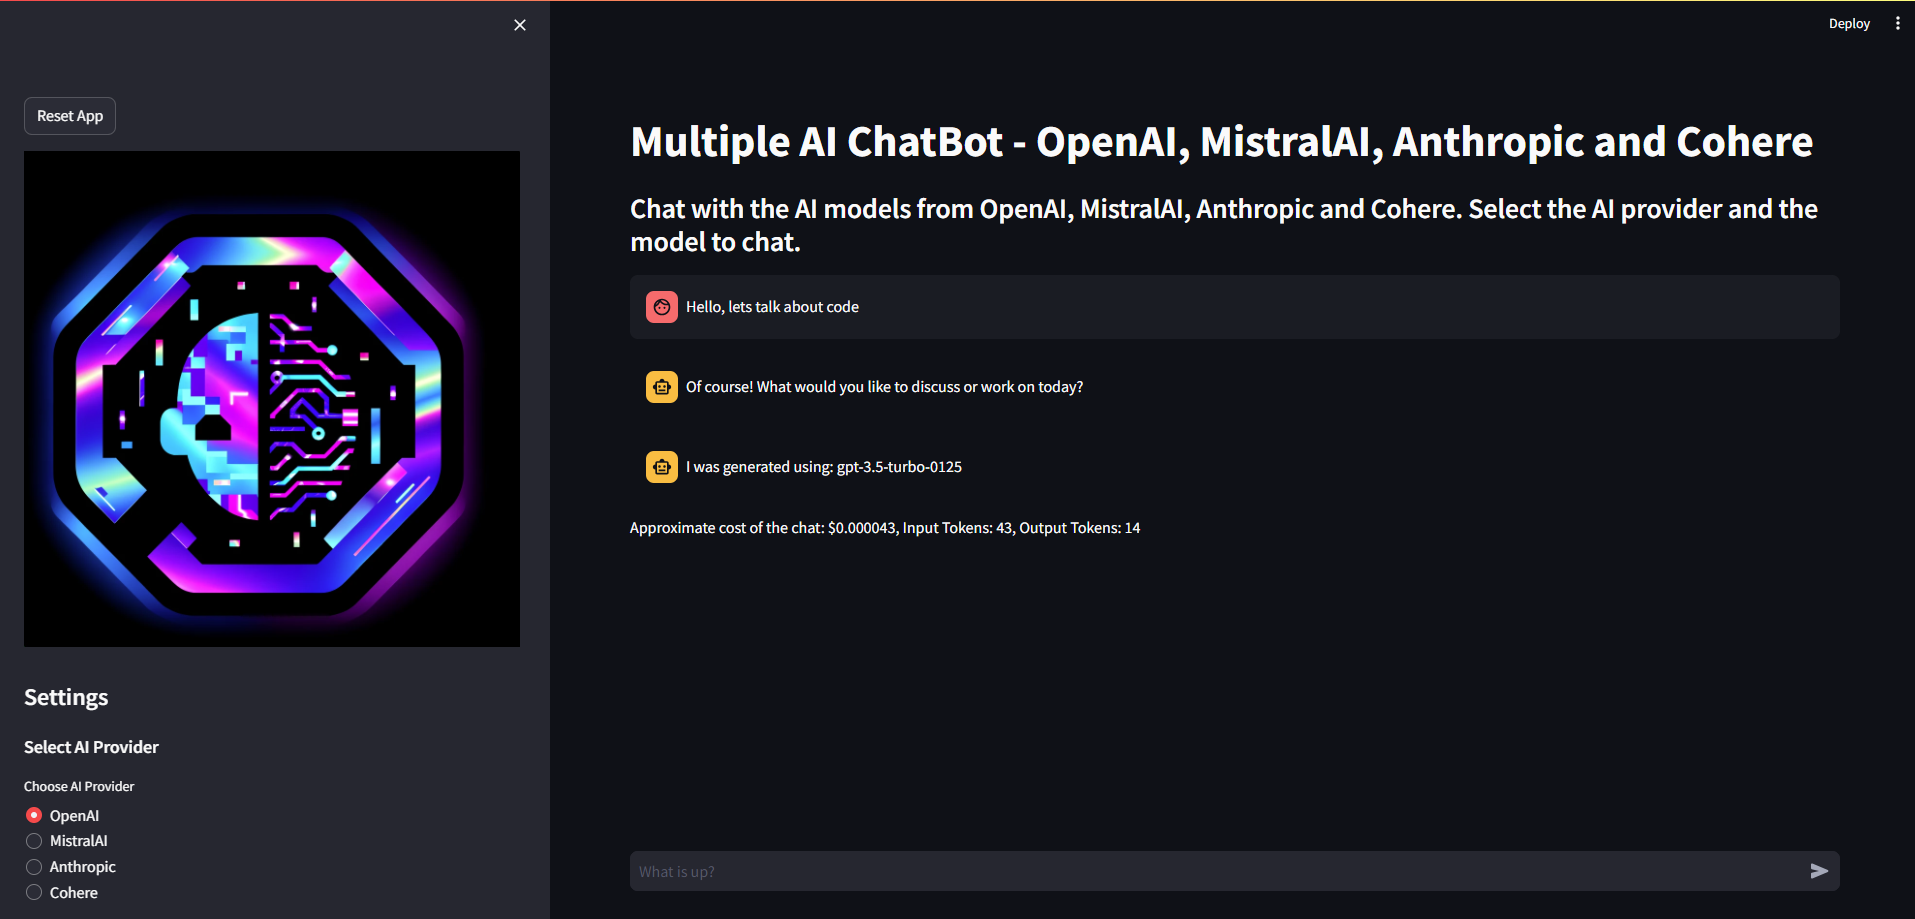 Reset App
Settings
Select AI Provider
Choose AI Provider
OpenAI
MistralAI
Anthropic
Cohere
Deploy
Multiple AI ChatBot - OpenAI, MistralAI, Anthropic and Cohere
Chat with the AI models from OpenAI, MistralAI, Anthropic and Cohere. Select the AI provider and the
model to chat.
Hello, lets talk about code
Of course! What would you like to discuss or work on today?
I was generated using: gpt-3.5-turbo-0125
Approximate cost of the chat: $0.000043, Input Tokens: 43, Output Tokens: 14
What is up?